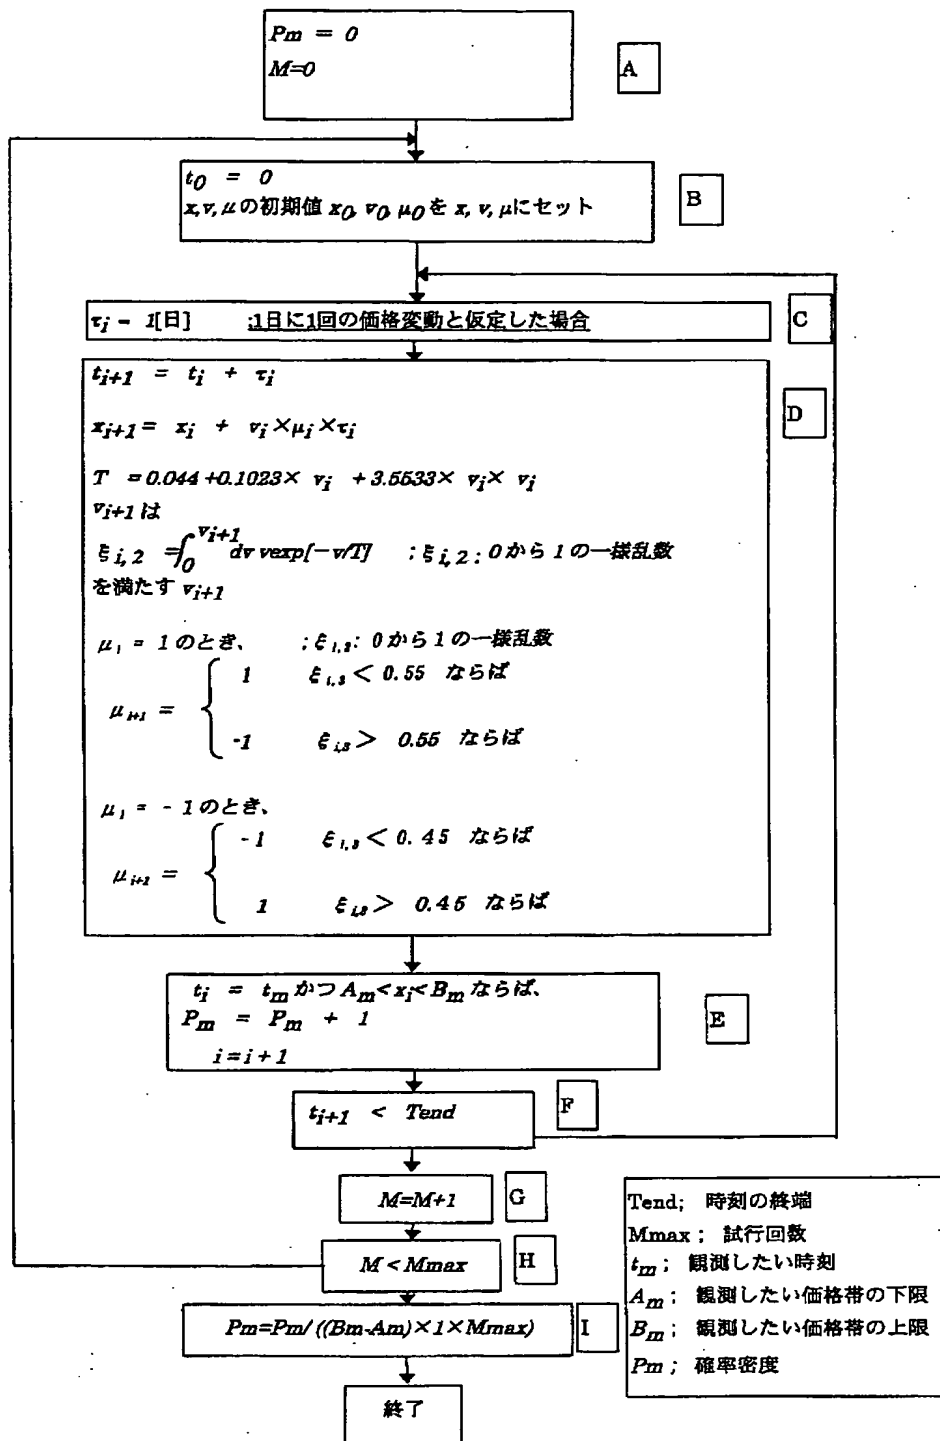 Pm = 0
M=0
A
t0 = 0
x,v,μの初期値 x0, v0, μ0を x, v, μにセット
B
τi = 1[日] ;1日に1回の価格変動と仮定した場合
C
ti+1 = ti + τi
D
xi+1= xi + vi×μi×τi
T =0.044+0.1023× vi +3.5533× vi× vi
vi+1 は
ξi,2 =∫0^vi+1 dv vexp[-v/T] ;ξi,2: 0から1の一様乱数
を満たす vi+1
μi = 1のとき、 ;ξi,3: 0から1の一様乱数
μi+1 = { 1 ξi,3< 0.55 ならば
-1 ξi,3> 0.55 ならば
μi = - 1のとき、
μi+1 = { -1 ξi,3< 0.45 ならば
1 ξi,3> 0.45 ならば
ti = tmかつAm<xi<Bmならば、
Pm = Pm + 1
i=i+1
E
ti+1 < Tend
F
M=M+1
G
M<Mmax
H
Pm=Pm/((Bm-Am)×1×Mmax)
I
終了
Tend; 時刻の終端
Mmax; 試行回数
tm; 観測したい時刻
Am; 観測したい価格帯の下限
Bm; 観測したい価格帯の上限
Pm; 確率密度